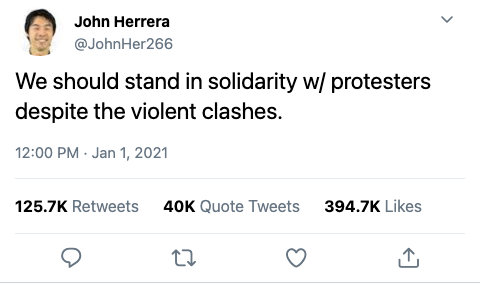 John Herrera
@JohnHer266
We should stand in solidarity w/ protesters
despite the violent clashes.
12:00 PM · Jan 1, 2021
125.7K Retweets 40K Quote Tweets 394.7K Likes